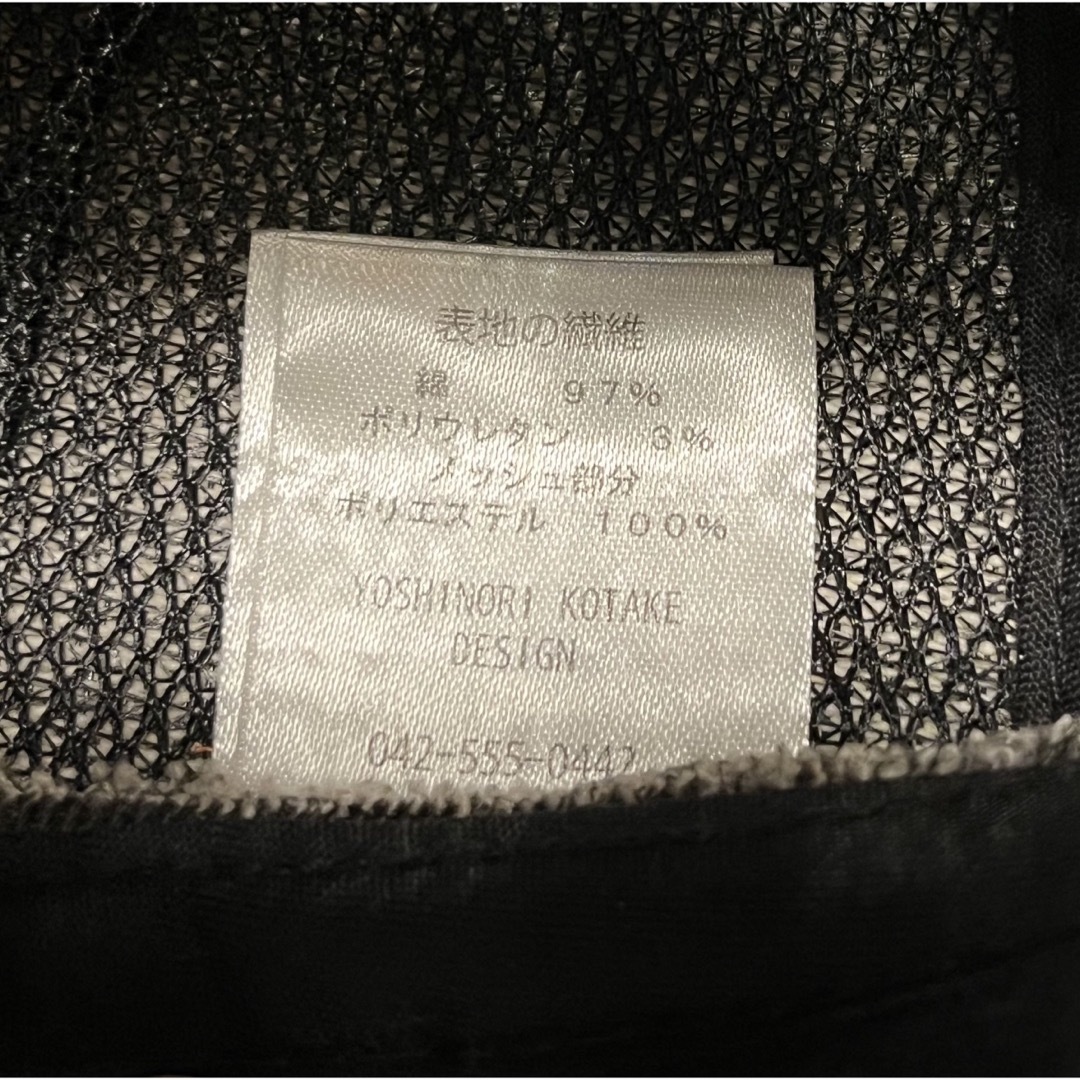 表地の繊維
綿 97%
ポリウレタン 3%
メッシュ部分
ポリエステル 100%
YOSHINORI KOTAKE
DESIGN
042-555-0442